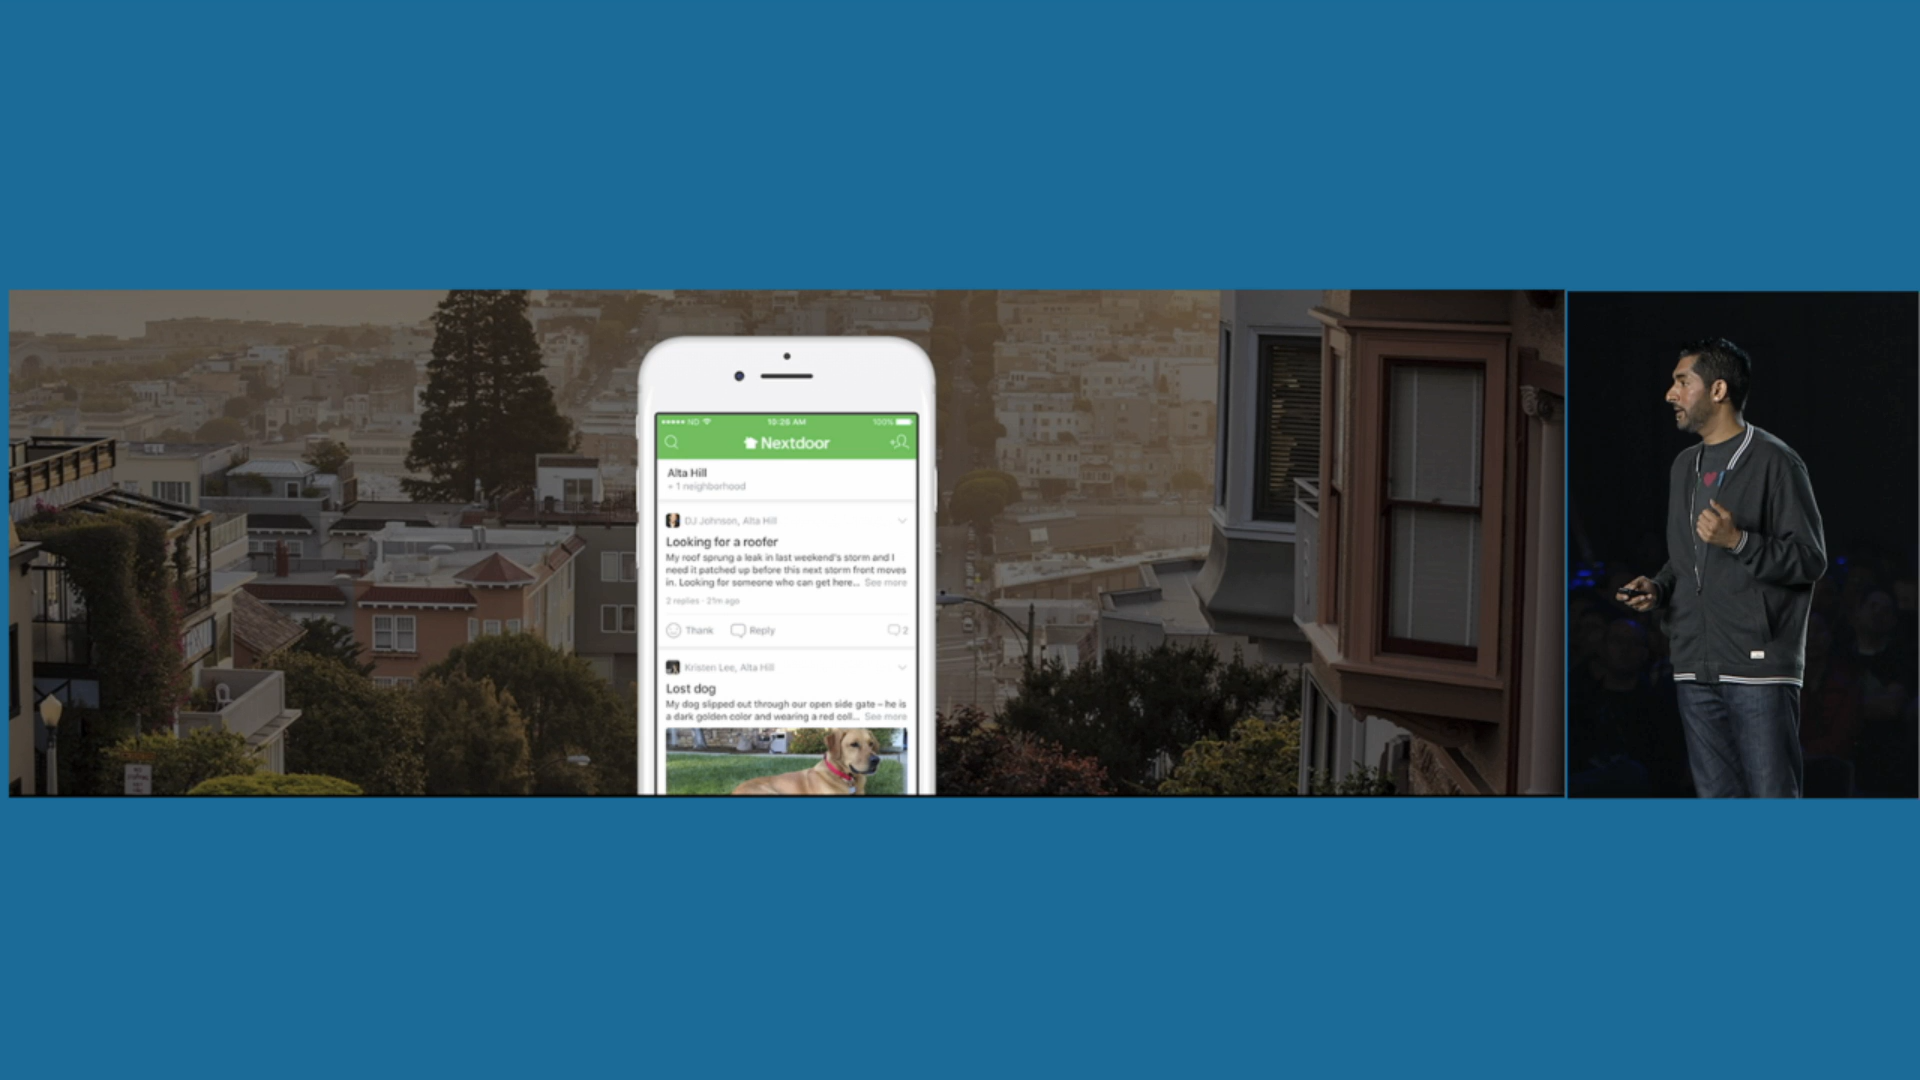 ND 10:28 AM 100%
Nextdoor
Alta Hill
+ 1 neighborhood
DJ Johnson, Alta Hill
Looking for a roofer
My roof sprung a leak in last weekend's storm and I
need it patched up before this next storm front moves
in. Looking for someone who can get here... See more
2 replies · 21m ago
Thank Reply 2
Kristen Lee, Alta Hill
Lost dog
My dog slipped out through our open side gate – he is
a dark golden color and wearing a red coll... See more